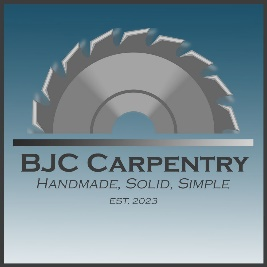 BJC Carpentry
Handmade, Solid, Simple
est. 2023